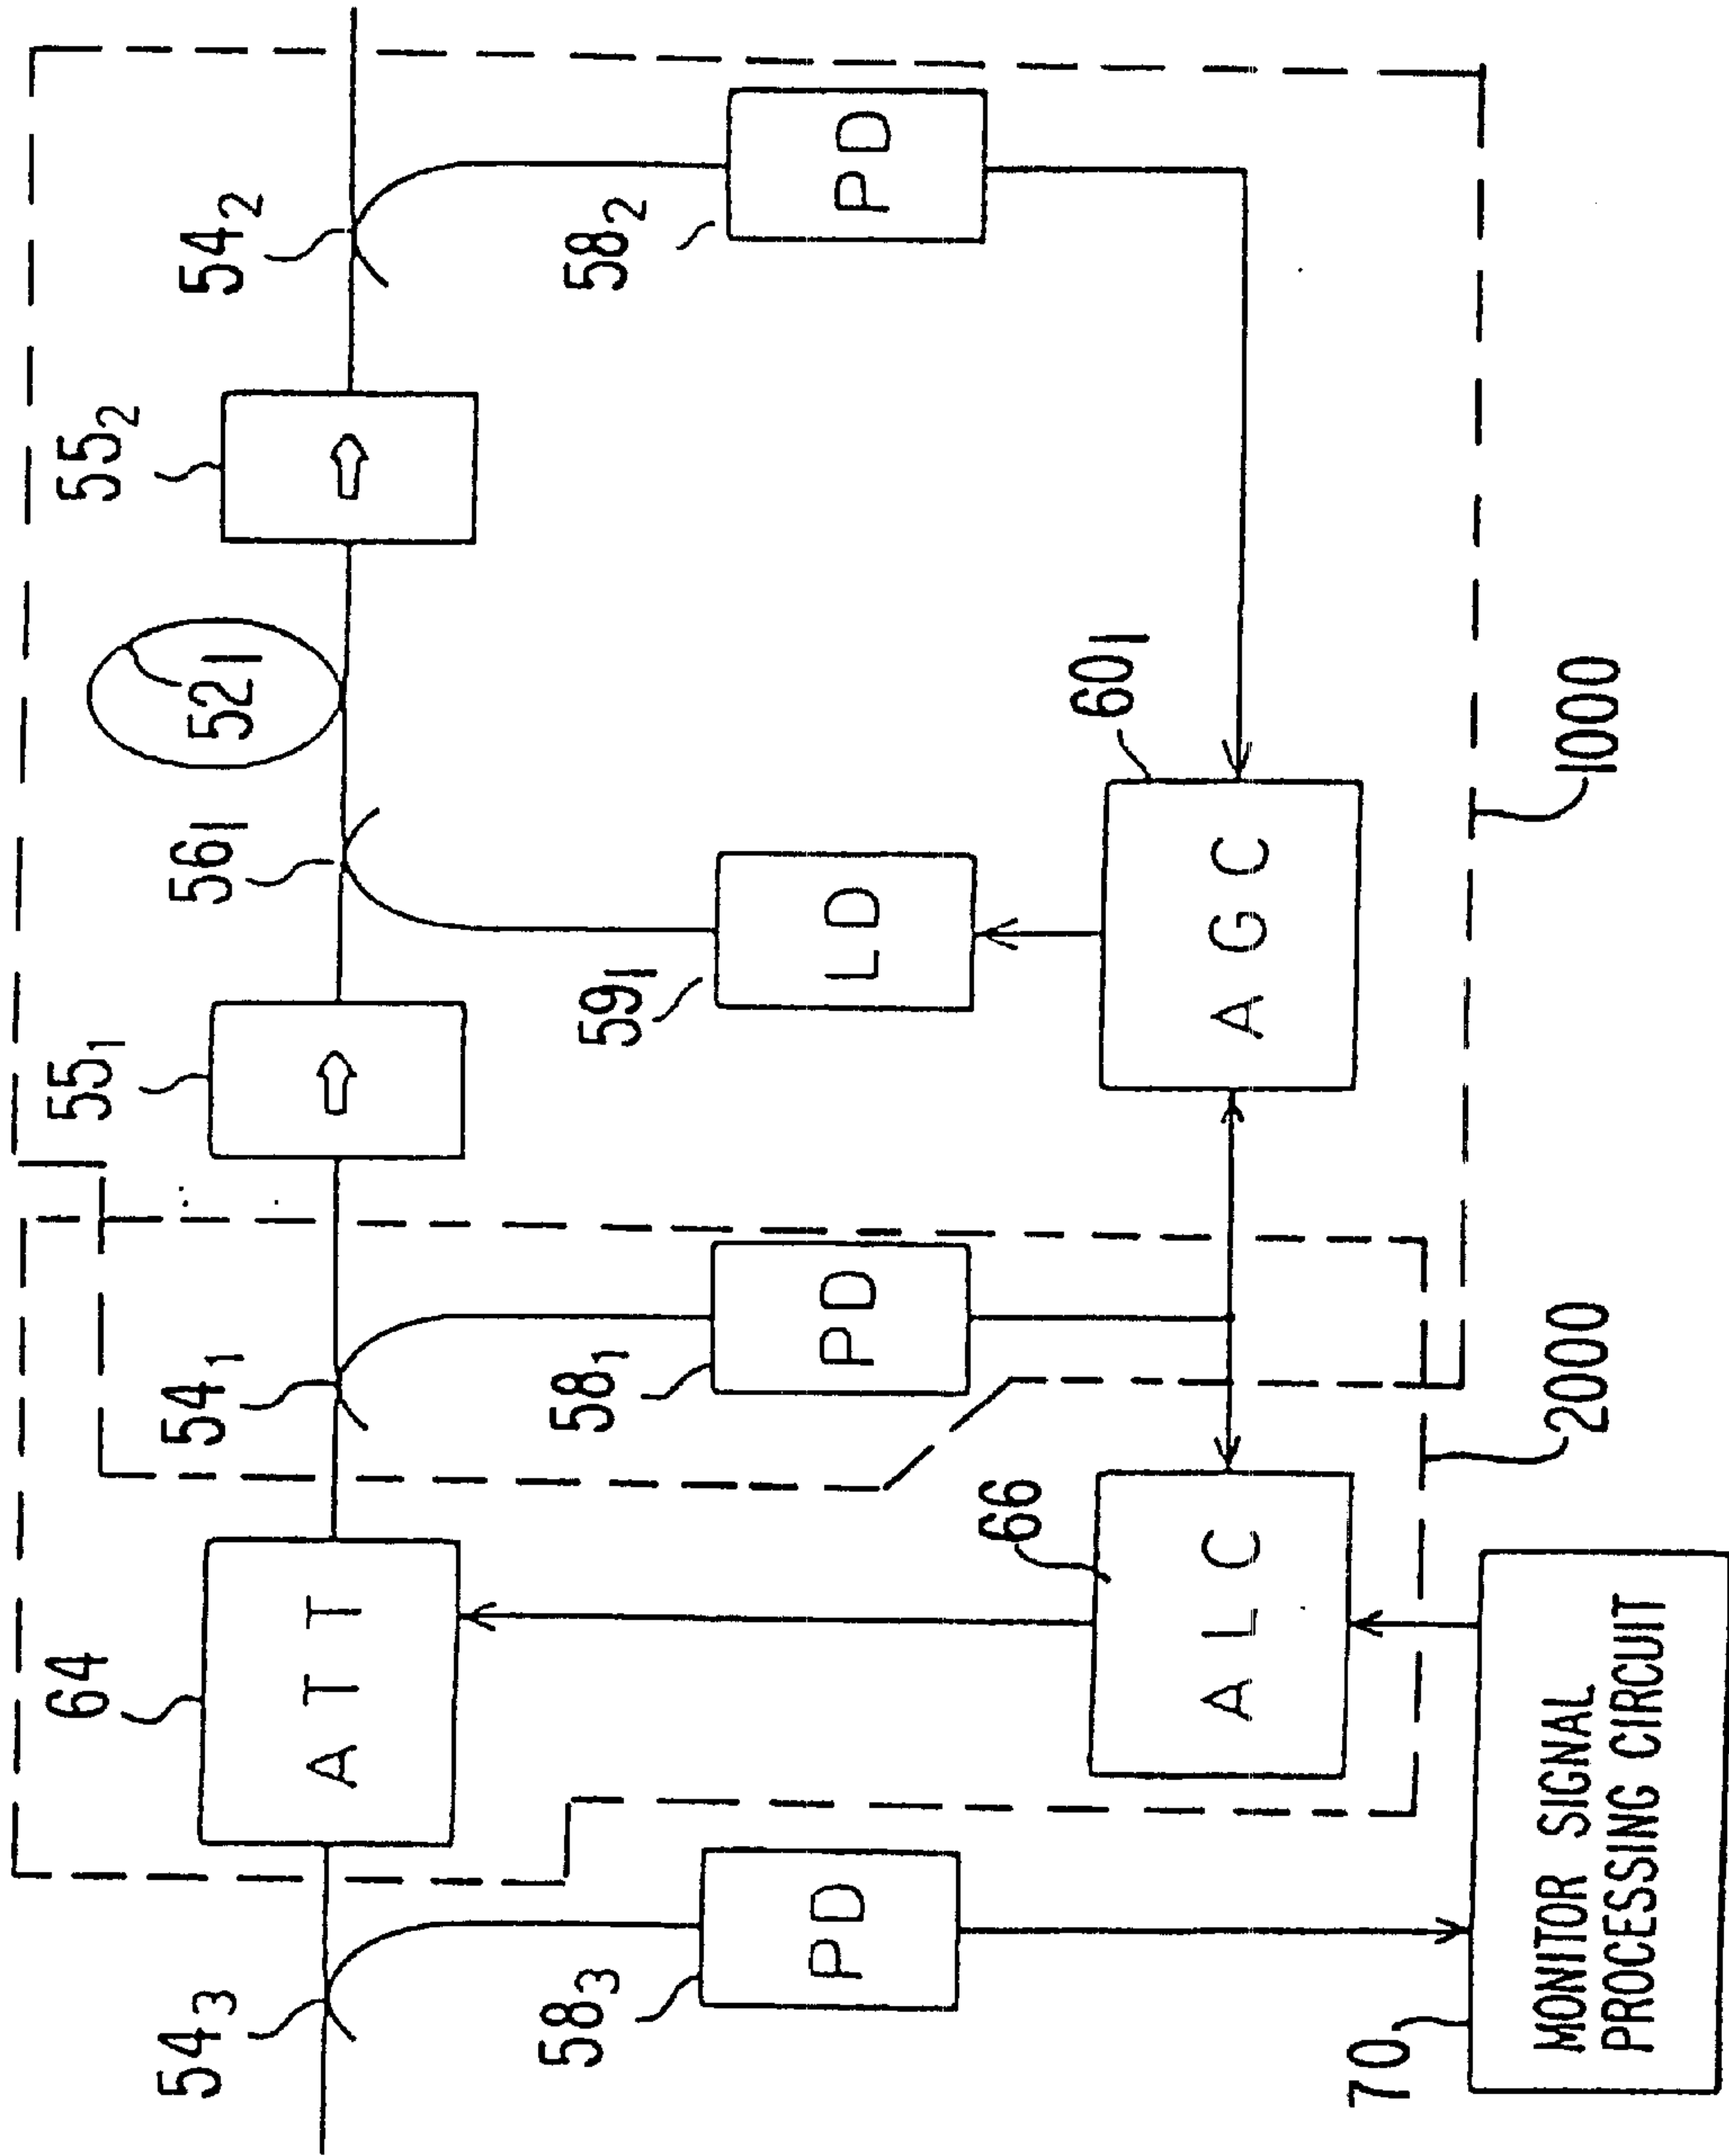 54₃
64
54₁
55₁
56₁
52₁
55₂
54₂
ATT
58₃
PD
58₁
PD
59₁
LD
58₂
PD
66
ALC
60₁
AGC
70
MONITOR SIGNAL
PROCESSING CIRCUIT
2000
1000